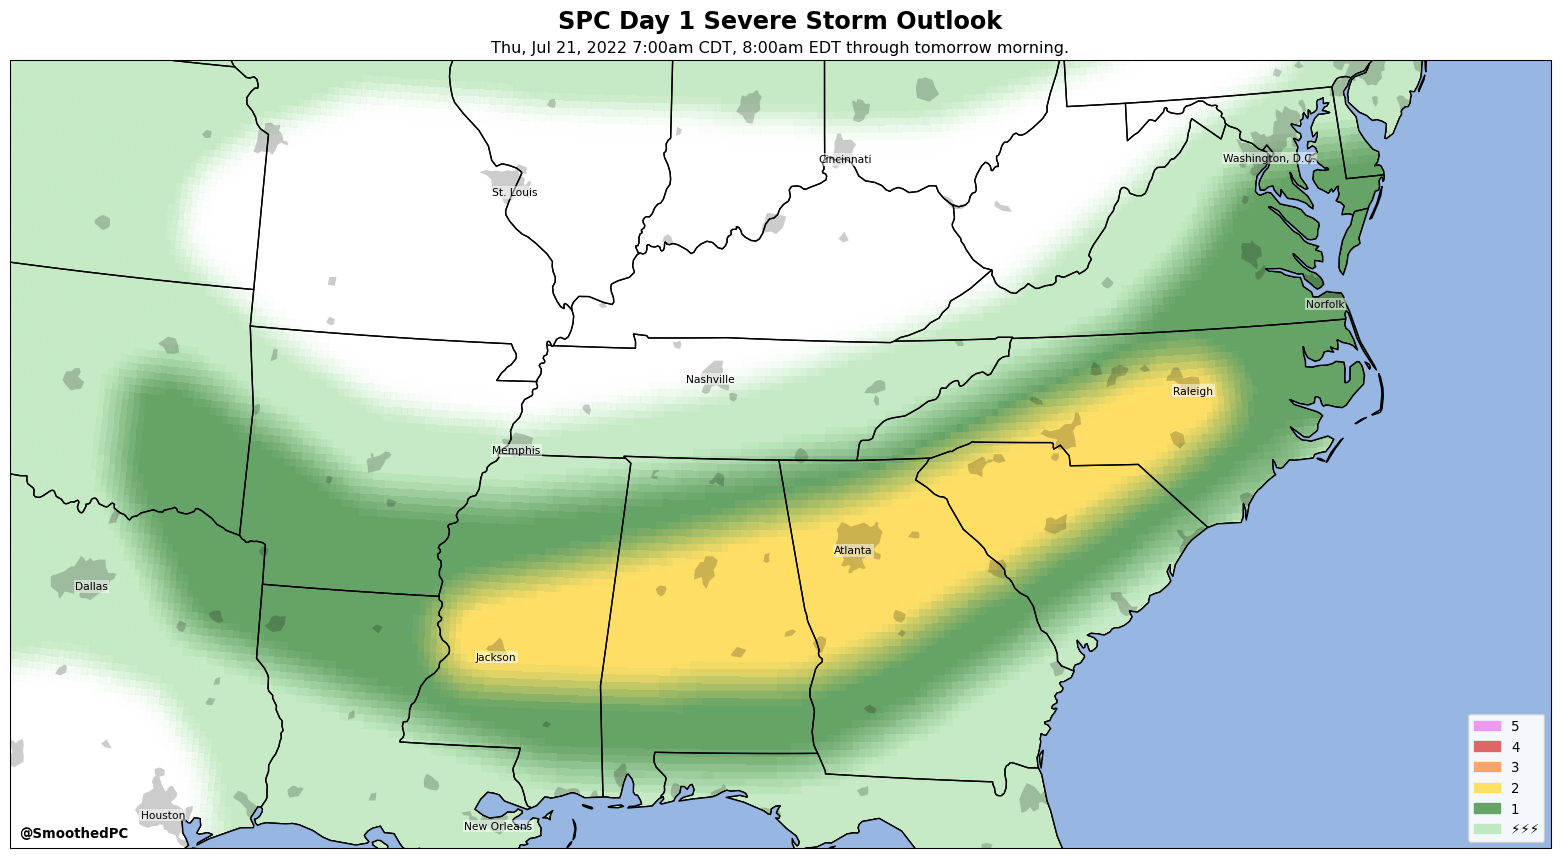 SPC Day 1 Severe Storm Outlook
Thu, Jul 21, 2022 7:00am CDT, 8:00am EDT through tomorrow morning.
Cincinnati
Washington, D.C.
St. Louis
Norfolk
Nashville
Raleigh
Memphis
Atlanta
Dallas
Jackson
Houston
New Orleans
@SmoothedPC
5
4
3
2
1
⚡⚡⚡